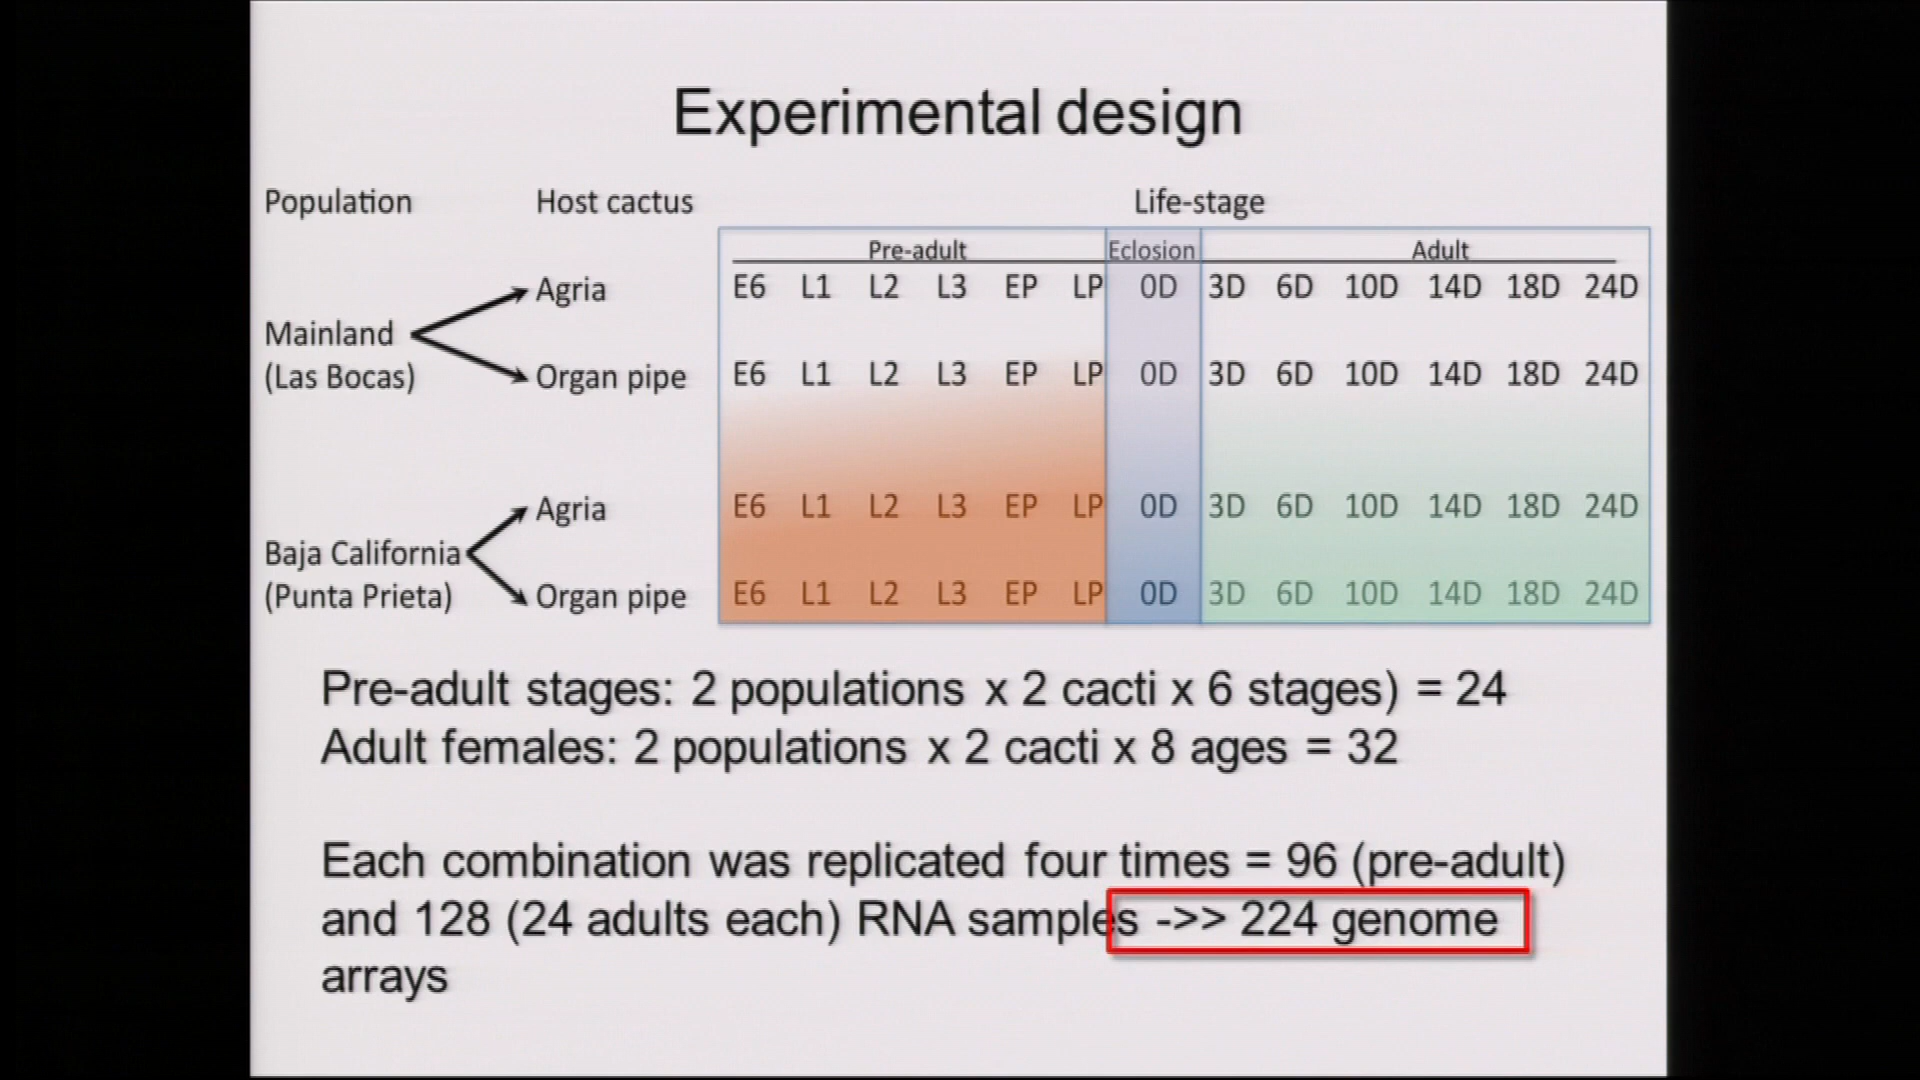 Experimental design
Population Host cactus Life-stage
Pre-adult Eclosion Adult
Agria E6 L1 L2 L3 EP LP 0D 3D 6D 10D 14D 18D 24D
Mainland
(Las Bocas) Organ pipe E6 L1 L2 L3 EP LP 0D 3D 6D 10D 14D 18D 24D
Agria E6 L1 L2 L3 EP LP 0D 3D 6D 10D 14D 18D 24D
Baja California
(Punta Prieta) Organ pipe E6 L1 L2 L3 EP LP 0D 3D 6D 10D 14D 18D 24D
Pre-adult stages: 2 populations x 2 cacti x 6 stages) = 24
Adult females: 2 populations x 2 cacti x 8 ages = 32
Each combination was replicated four times = 96 (pre-adult)
and 128 (24 adults each) RNA samples ->> 224 genome
arrays